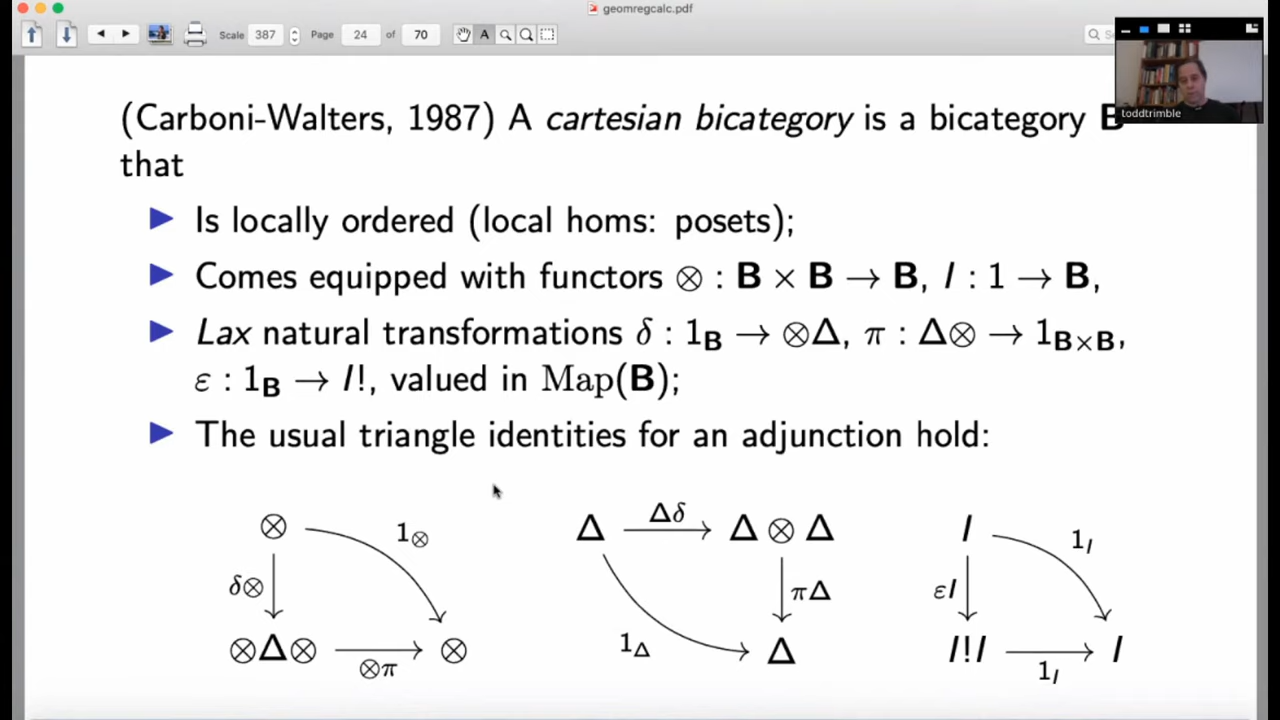 geomregcalc.pdf
Scale 387 Page 24 of 70
toddtrimble
(Carboni-Walters, 1987) A cartesian bicategory is a bicategory B
that
▶ Is locally ordered (local homs: posets);
▶ Comes equipped with functors ⊗ : B × B → B, I : 1 → B,
▶ Lax natural transformations δ : 1_B → ⊗Δ, π : Δ⊗ → 1_{B×B},
ε : 1_B → I!, valued in Map(B);
▶ The usual triangle identities for an adjunction hold:
⊗ 1_⊗ Δ Δδ Δ ⊗ Δ I 1_I
δ⊗ πΔ εI
⊗Δ⊗ ⊗π ⊗ 1_Δ Δ I!I 1_I I